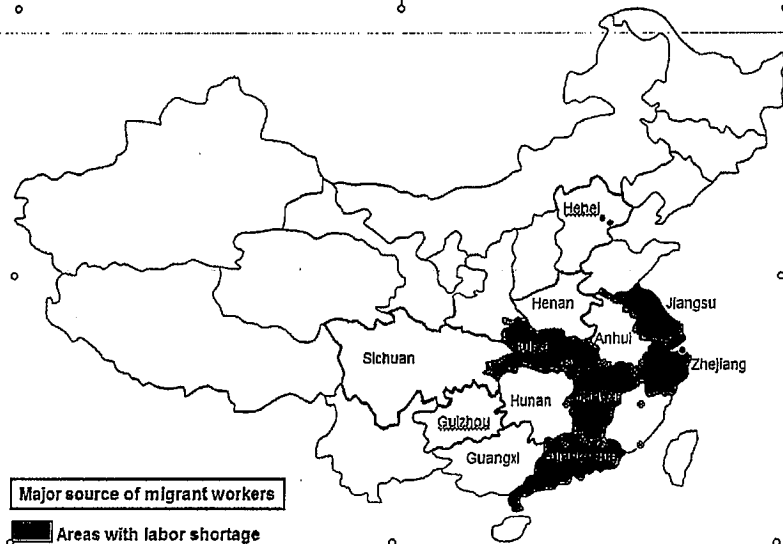 Hebei
Henan
Jiangsu
Anhui
Sichuan
Zhejiang
Hunan
Guizhou
Guangxi
Major source of migrant workers
Areas with labor shortage